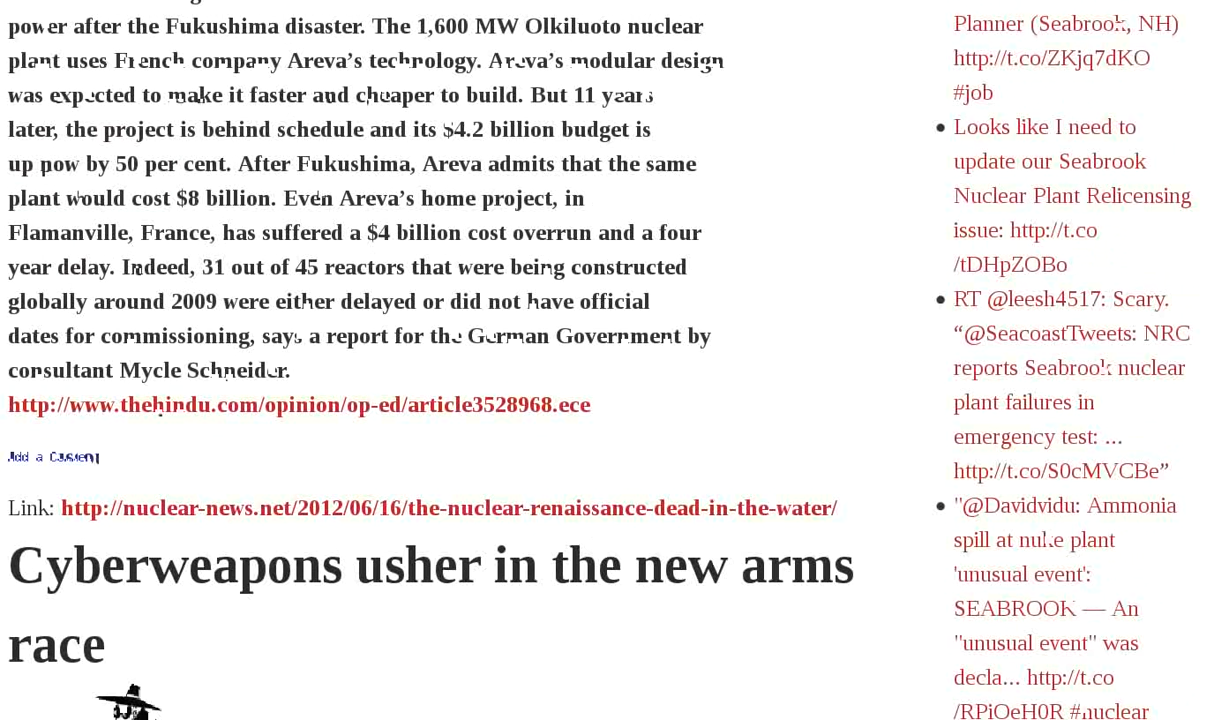 power after the Fukushima disaster. The 1,600 MW Olkiluoto nuclear
plant uses French company Areva’s technology. Areva’s modular design
was expected to make it faster and cheaper to build. But 11 years
later, the project is behind schedule and its $4.2 billion budget is
up now by 50 per cent. After Fukushima, Areva admits that the same
plant would cost $8 billion. Even Areva’s home project, in
Flamanville, France, has suffered a $4 billion cost overrun and a four
year delay. Indeed, 31 out of 45 reactors that were being constructed
globally around 2009 were either delayed or did not have official
dates for commissioning, says a report for the German Government by
consultant Mycle Schneider.
http://www.thehindu.com/opinion/op-ed/article3528968.ece
Add a Comment
Link: http://nuclear-news.net/2012/06/16/the-nuclear-renaissance-dead-in-the-water/
Cyberweapons usher in the new arms
race
Planner (Seabrook, NH)
http://t.co/ZKjq7dKO
#job
Looks like I need to
update our Seabrook
Nuclear Plant Relicensing
issue: http://t.co
/tDHpZOBo
RT @leesh4517: Scary.
“@SeacoastTweets: NRC
reports Seabrook nuclear
plant failures in
emergency test: ...
http://t.co/S0cMVCBe”
"@Davidvidu: Ammonia
spill at nuke plant
'unusual event':
SEABROOK — An
"unusual event" was
decla... http://t.co
/RPiOeH0R #nuclear